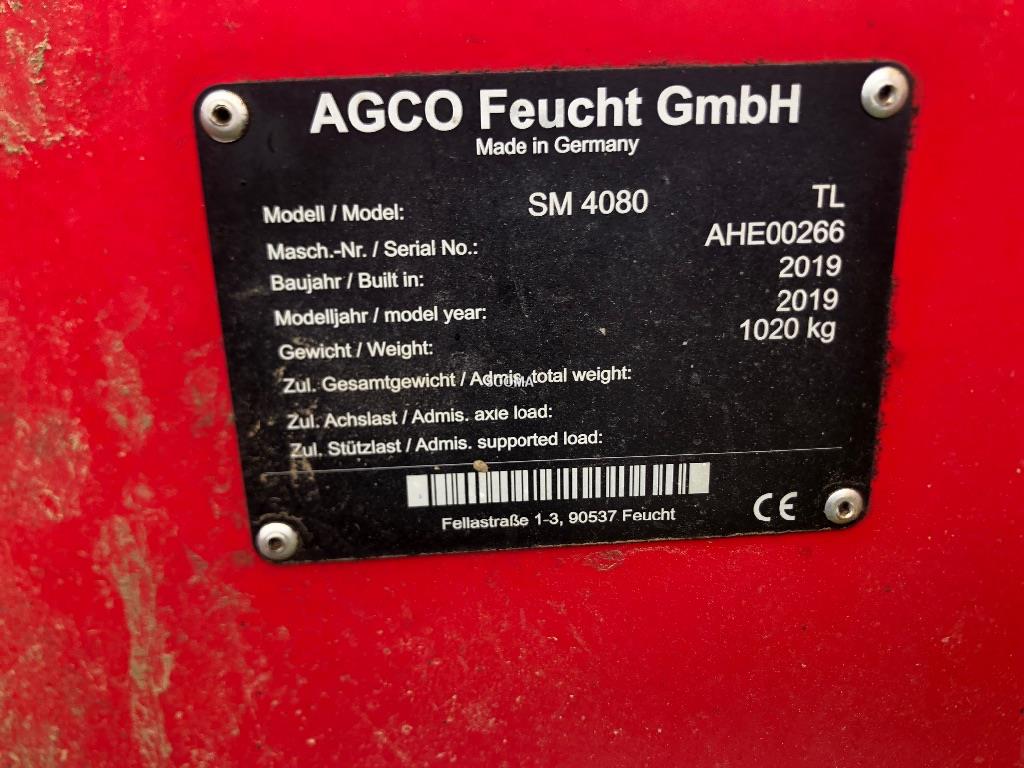 AGCO Feucht GmbH
Made in Germany
Modell / Model: SM 4080 TL
Masch.-Nr. / Serial No.: AHE00266
Baujahr / Built in: 2019
Modelljahr / model year: 2019
Gewicht / Weight: 1020 kg
Zul. Gesamtgewicht / Admis. total weight:
Zul. Achslast / Admis. axle load:
Zul. Stützlast / Admis. supported load:
Fellastraße 1-3, 90537 Feucht
CE